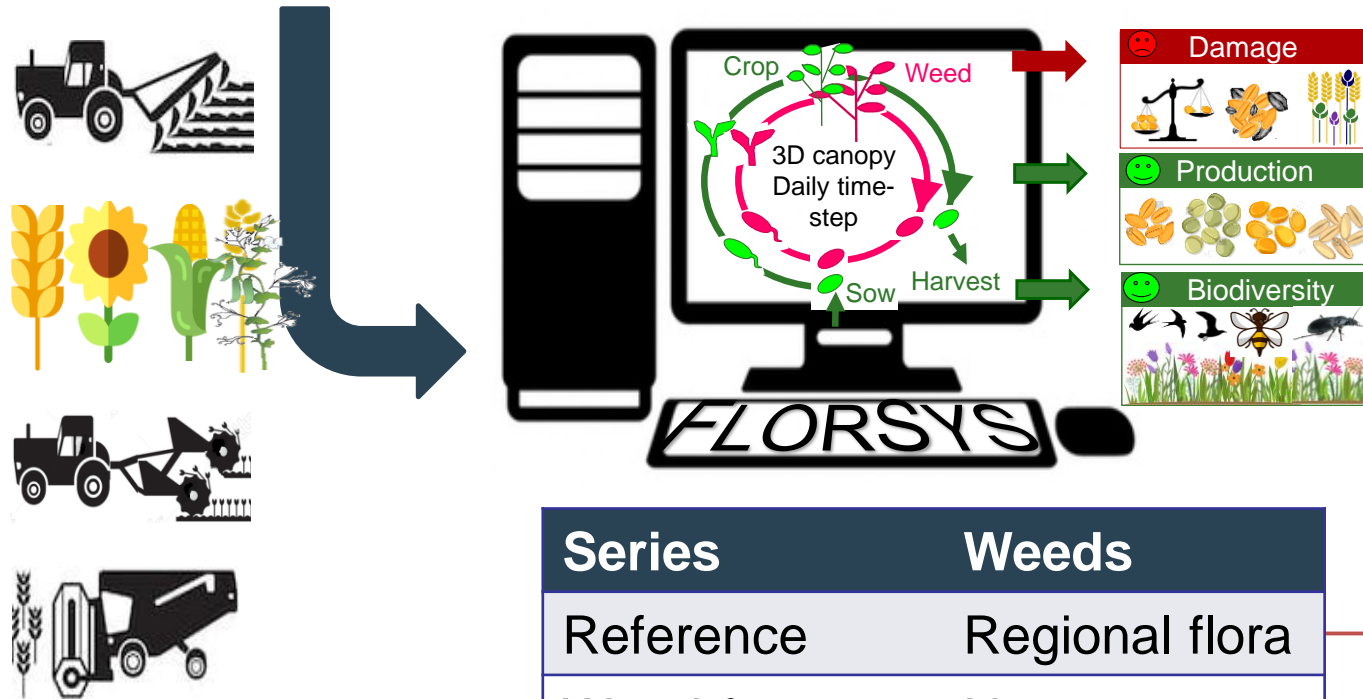 Crop
Weed
3D canopy
Daily time-
step
Sow
Harvest
FLORSYS
Damage
Production
Biodiversity
Series Weeds
Reference Regional flora